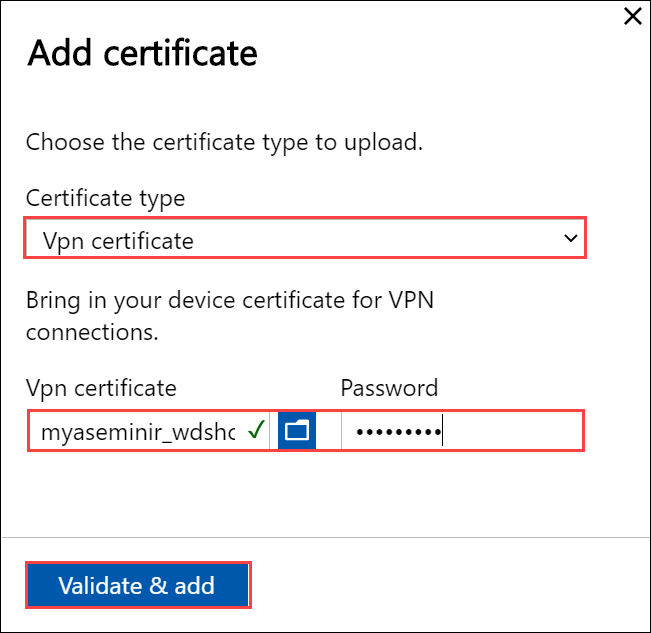 Add certificate
Choose the certificate type to upload.
Certificate type
Vpn certificate
Bring in your device certificate for VPN
connections.
Vpn certificate Password
myaseminir_wdshc •••••••••
Validate & add